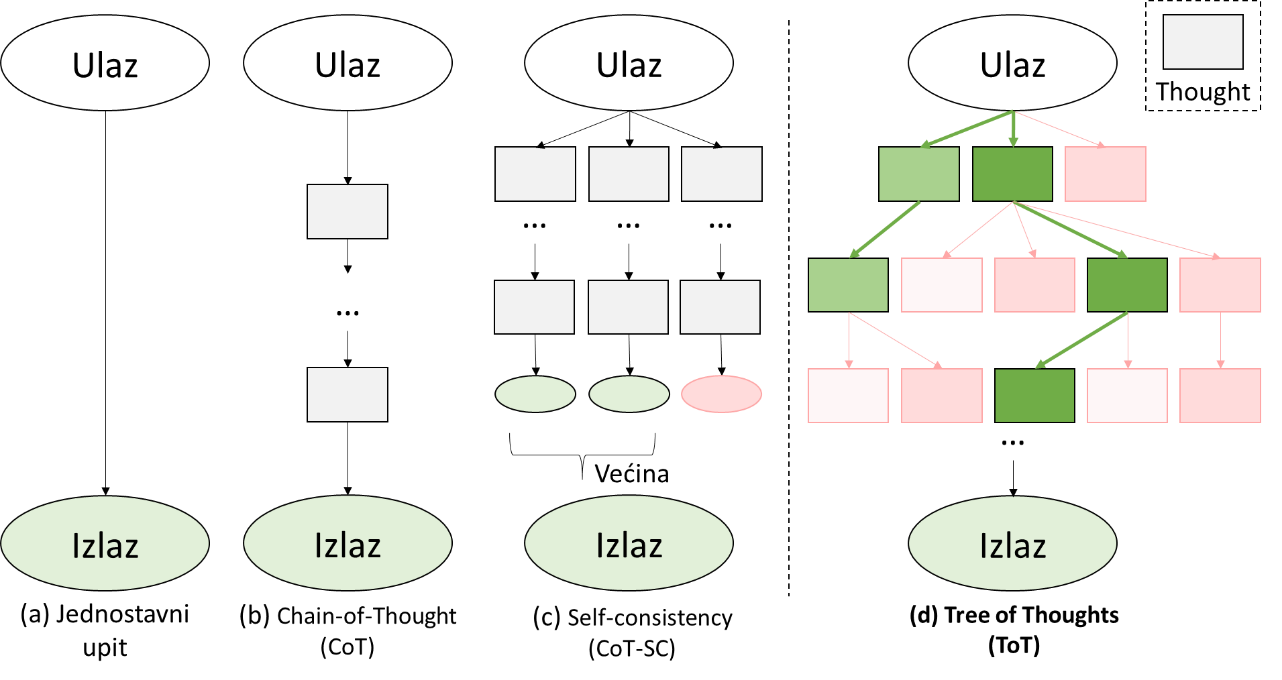 Ulaz
Ulaz
Ulaz
Ulaz
Thought
...
...
...
...
...
Većina
Izlaz
Izlaz
Izlaz
Izlaz
(a) Jednostavni
upit
(b) Chain-of-Thought
(CoT)
(c) Self-consistency
(CoT-SC)
(d) Tree of Thoughts
(ToT)